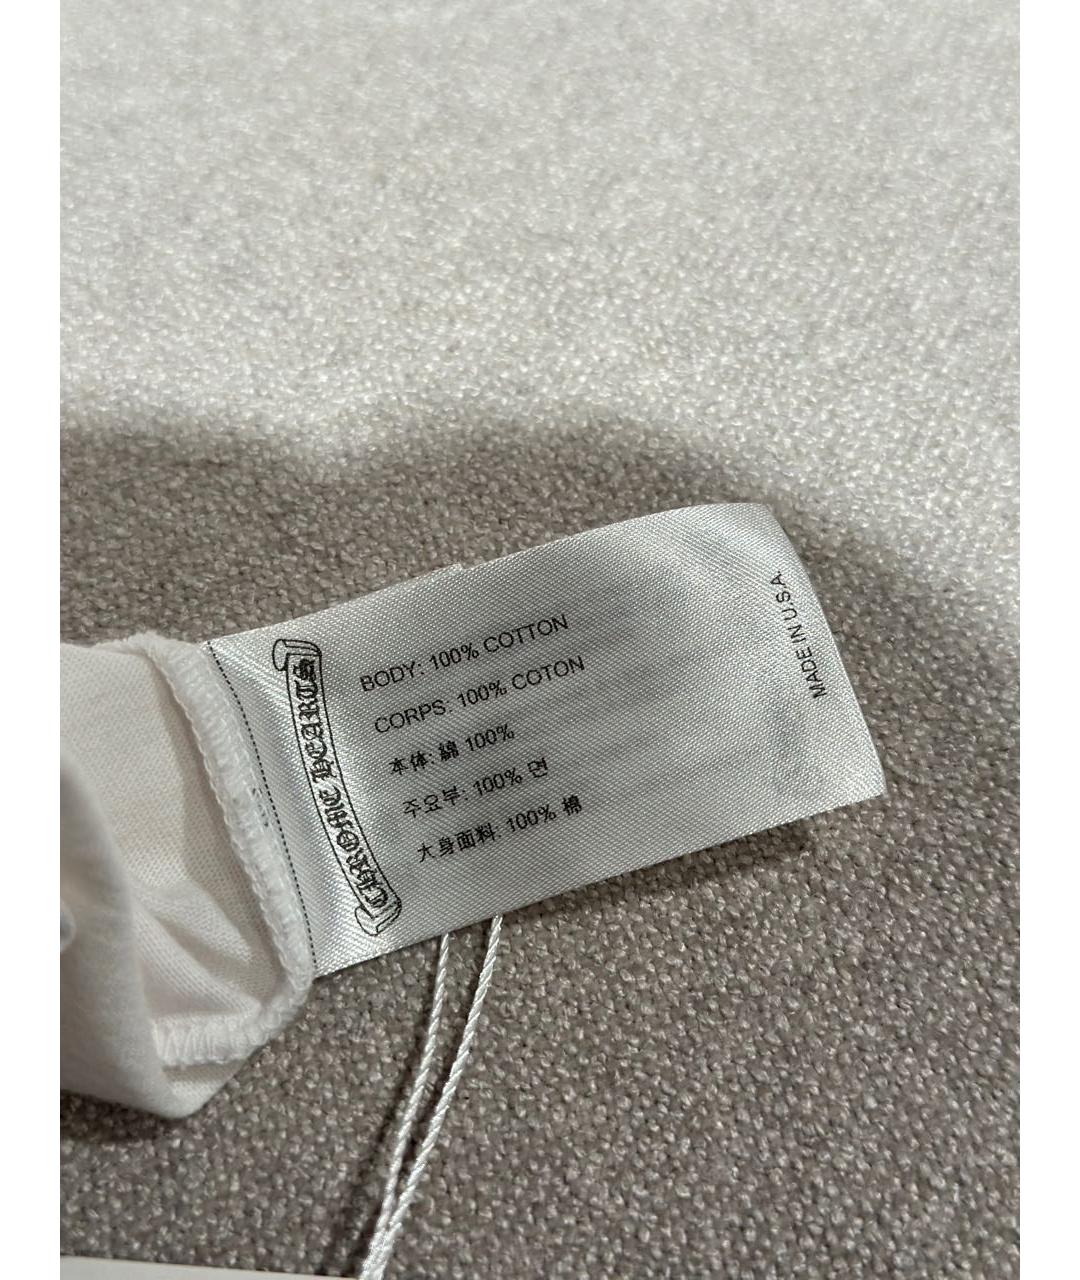 CHROME HEARTS
BODY: 100% COTTON
CORPS: 100% COTON
本体: 綿 100%
주요부: 100% 면
大身面料: 100% 棉
MADE IN U.S.A.